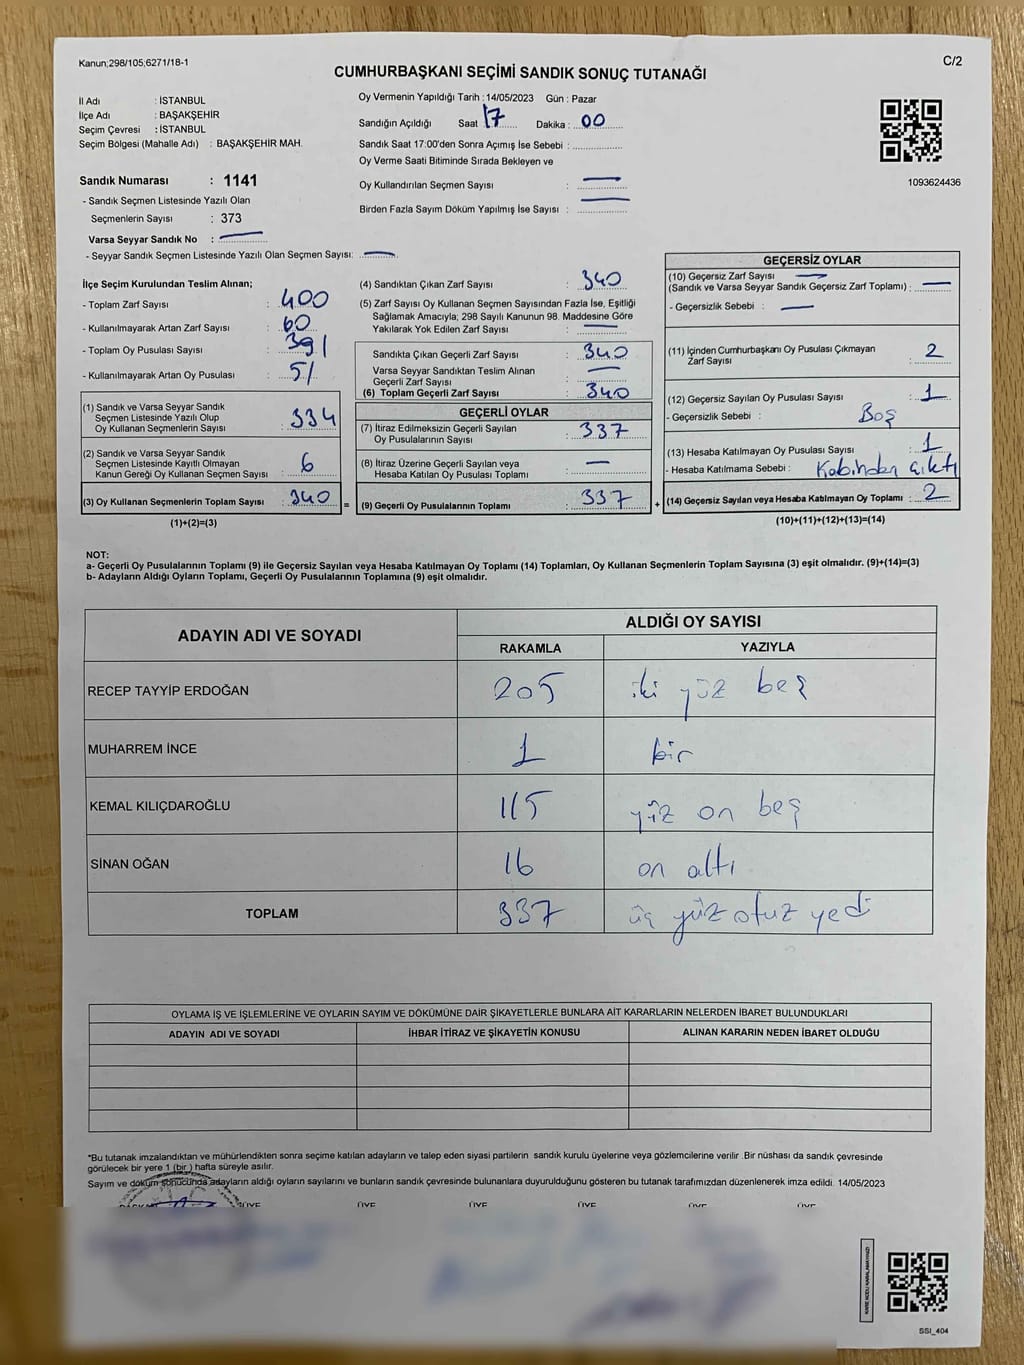 Kanun;298/105;6271/18-1
C/2
CUMHURBAŞKANI SEÇİMİ SANDIK SONUÇ TUTANAĞI
İl Adı : İSTANBUL
İlçe Adı : BAŞAKŞEHİR
Seçim Çevresi : İSTANBUL
Seçim Bölgesi (Mahalle Adı) : BAŞAKŞEHİR MAH.
Sandık Numarası : 1141
- Sandık Seçmen Listesinde Yazılı Olan
Seçmenlerin Sayısı : 373
Varsa Seyyar Sandık No : —
- Seyyar Sandık Seçmen Listesinde Yazılı Olan Seçmen Sayısı: —
Oy Vermenin Yapıldığı Tarih : 14/05/2023 Gün : Pazar
Sandığın Açıldığı Saat 17 Dakika : 00
Sandık Saat 17:00'den Sonra Açımış İse Sebebi :
Oy Verme Saati Bitiminde Sırada Bekleyen ve
Oy Kullandırılan Seçmen Sayısı : —
Birden Fazla Sayım Döküm Yapılmış İse Sayısı : —
1093624436
İlçe Seçim Kurulundan Teslim Alınan;
- Toplam Zarf Sayısı : 400
- Kullanılmayarak Artan Zarf Sayısı : 60
- Toplam Oy Pusulası Sayısı : 391
- Kullanılmayarak Artan Oy Pusulası : 51
(1) Sandık ve Varsa Seyyar Sandık
Seçmen Listesinde Yazılı Olup
Oy Kullanan Seçmenlerin Sayısı : 334
(2) Sandık ve Varsa Seyyar Sandık
Seçmen Listesinde Kayıtlı Olmayan
Kanun Gereği Oy Kullanan Seçmen Sayısı : 6
(3) Oy Kullanan Seçmenlerin Toplam Sayısı : 340 =
(1)+(2)=(3)
(4) Sandıktan Çıkan Zarf Sayısı : 340
(5) Zarf Sayısı Oy Kullanan Seçmen Sayısından Fazla İse, Eşitliği
Sağlamak Amacıyla; 298 Sayılı Kanunun 98. Maddesine Göre
Yakılarak Yok Edilen Zarf Sayısı : —
Sandıkta Çıkan Geçerli Zarf Sayısı : 340
Varsa Seyyar Sandıktan Teslim Alınan
Geçerli Zarf Sayısı : —
(6) Toplam Geçerli Zarf Sayısı : 340
GEÇERLİ OYLAR
(7) İtiraz Edilmeksizin Geçerli Sayılan
Oy Pusulalarının Sayısı : 337
(8) İtiraz Üzerine Geçerli Sayılan veya
Hesaba Katılan Oy Pusulası Toplamı : —
(9) Geçerli Oy Pusulalarının Toplamı : 337 +
GEÇERSİZ OYLAR
(10) Geçersiz Zarf Sayısı —
(Sandık ve Varsa Seyyar Sandık Geçersiz Zarf Toplamı) : —
- Geçersizlik Sebebi : —
(11) İçinden Cumhurbaşkanı Oy Pusulası Çıkmayan
Zarf Sayısı : 2
(12) Geçersiz Sayılan Oy Pusulası Sayısı : 1
- Geçersizlik Sebebi : Boş
(13) Hesaba Katılmayan Oy Pusulası Sayısı : 1
- Hesaba Katılmama Sebebi : Kabinden çıktı
(14) Geçersiz Sayılan veya Hesaba Katılmayan Oy Toplamı : 2
(10)+(11)+(12)+(13)=(14)
NOT:
a- Geçerli Oy Pusulalarının Toplamı (9) ile Geçersiz Sayılan veya Hesaba Katılmayan Oy Toplamı (14) Toplamları, Oy Kullanan Seçmenlerin Toplam Sayısına (3) eşit olmalıdır. (9)+(14)=(3)
b- Adayların Aldığı Oyların Toplamı, Geçerli Oy Pusulalarının Toplamına (9) eşit olmalıdır.
ADAYIN ADI VE SOYADI ALDIĞI OY SAYISI
RAKAMLA YAZIYLA
RECEP TAYYİP ERDOĞAN 205 iki yüz beş
MUHARREM İNCE 1 bir
KEMAL KILIÇDAROĞLU 115 yüz on beş
SİNAN OĞAN 16 on altı
TOPLAM 337 üç yüz otuz yedi
OYLAMA İŞ VE İŞLEMLERİNE VE OYLARIN SAYIM VE DÖKÜMÜNE DAİR ŞİKAYETLERLE BUNLARA AİT KARARLARIN NELERDEN İBARET BULUNDUKLARI
ADAYIN ADI VE SOYADI İHBAR İTİRAZ VE ŞİKAYETİN KONUSU ALINAN KARARIN NEDEN İBARET OLDUĞU
*Bu tutanak imzalandıktan ve mühürlendikten sonra seçime katılan adayların ve talep eden siyasi partilerin sandık kurulu üyelerine veya gözlemcilerine verilir .Bir nüshası da sandık çevresinde
görülecek bir yere 1 (bir ) hafta süreyle asılır.
Sayım ve döküm sonucunda adayların aldığı oyların sayılarını ve bunların sandık çevresinde bulunanlara duyurulduğunu gösteren bu tutanak tarafımızdan düzenlenerek imza edildi. 14/05/2023
ÜYE ÜYE ÜYE ÜYE ÜYE ÜYE
SSI_404